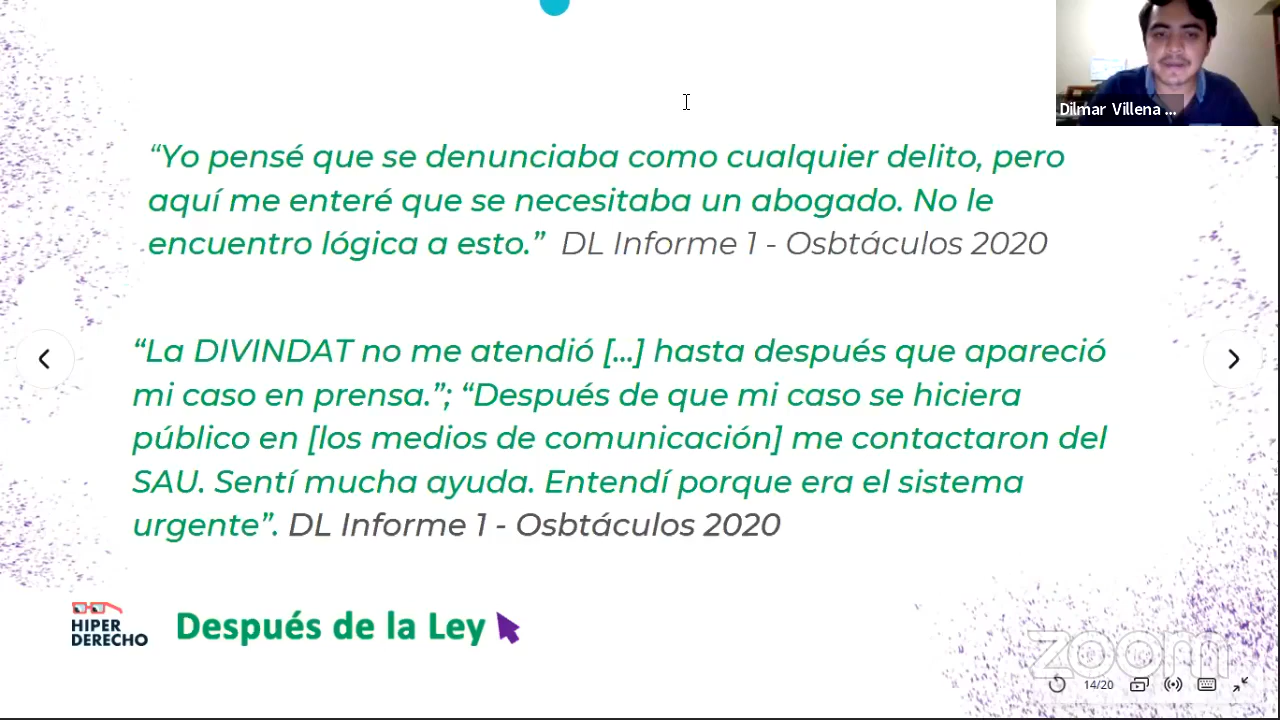 Dilmar Villena ...
“Yo pensé que se denunciaba como cualquier delito, pero
aquí me enteré que se necesitaba un abogado. No le
encuentro lógica a esto.” DL Informe 1 - Osbtáculos 2020
“La DIVINDAT no me atendió [...] hasta después que apareció
mi caso en prensa.”; “Después de que mi caso se hiciera
público en [los medios de comunicación] me contactaron del
SAU. Sentí mucha ayuda. Entendí porque era el sistema
urgente”. DL Informe 1 - Osbtáculos 2020
HIPER
DERECHO
Después de la Ley
zoom
14/20